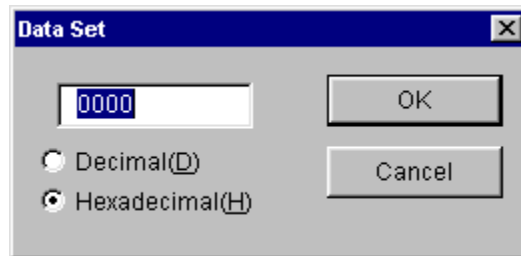 Data Set
0000
OK
Decimal(D)
Cancel
Hexadecimal(H)